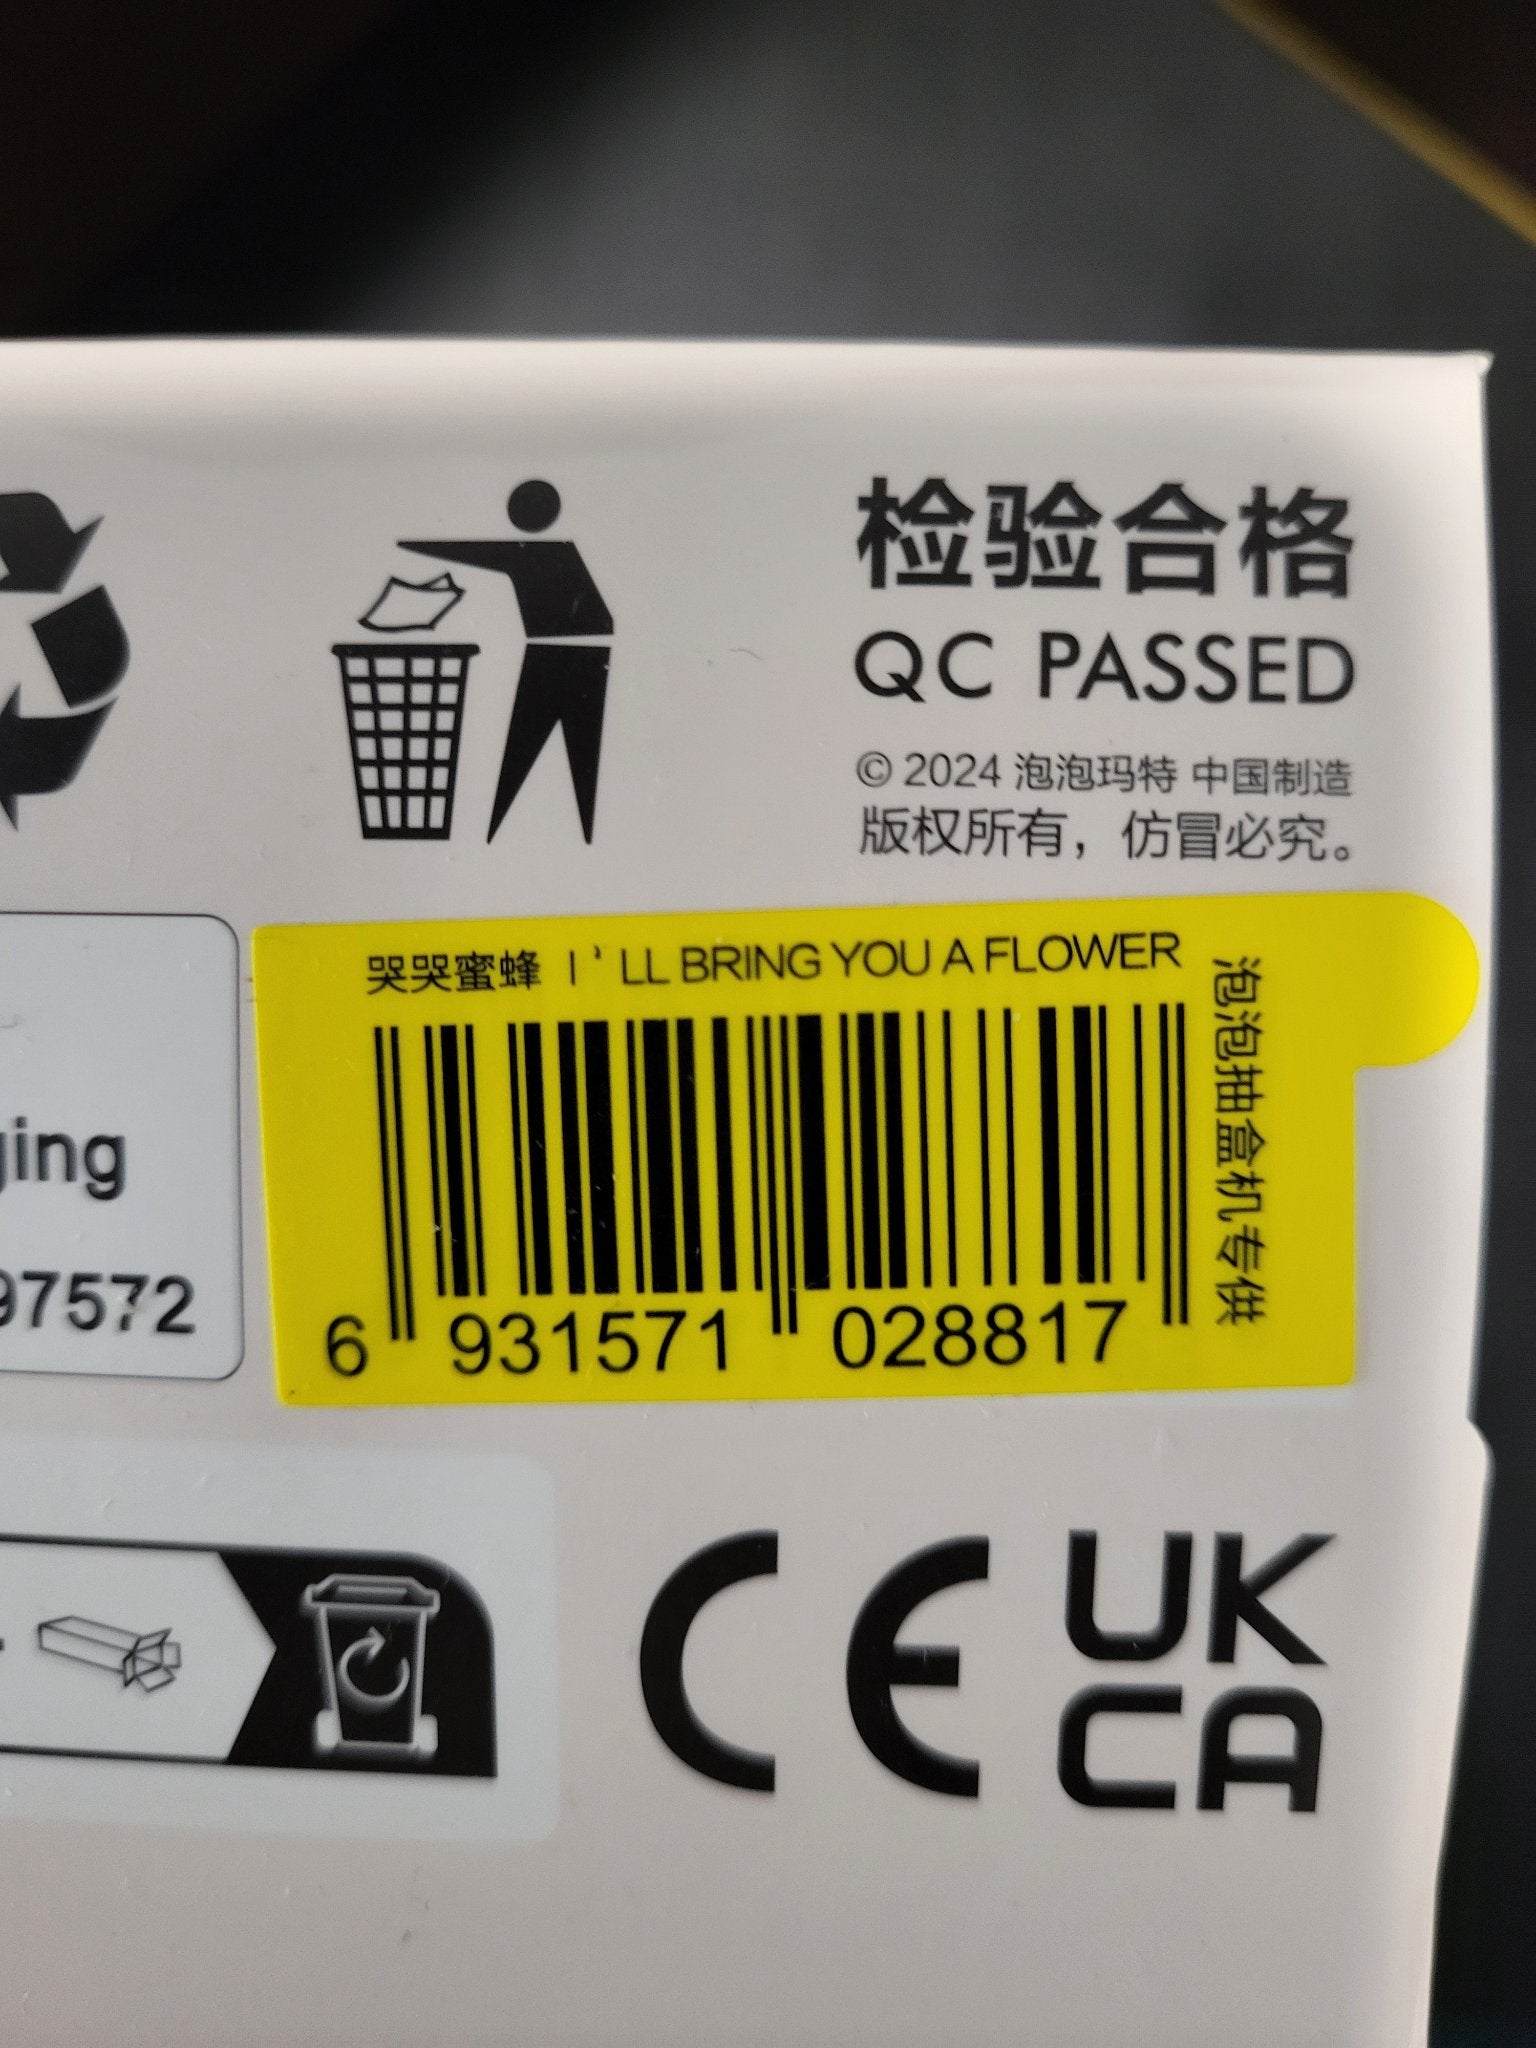 检验合格
QC PASSED
© 2024 泡泡玛特 中国制造
版权所有，仿冒必究。
哭哭蜜蜂 I'LL BRING YOU A FLOWER
泡泡抽盒机专供
6 931571 028817
ging
97572
CE
UK
CA